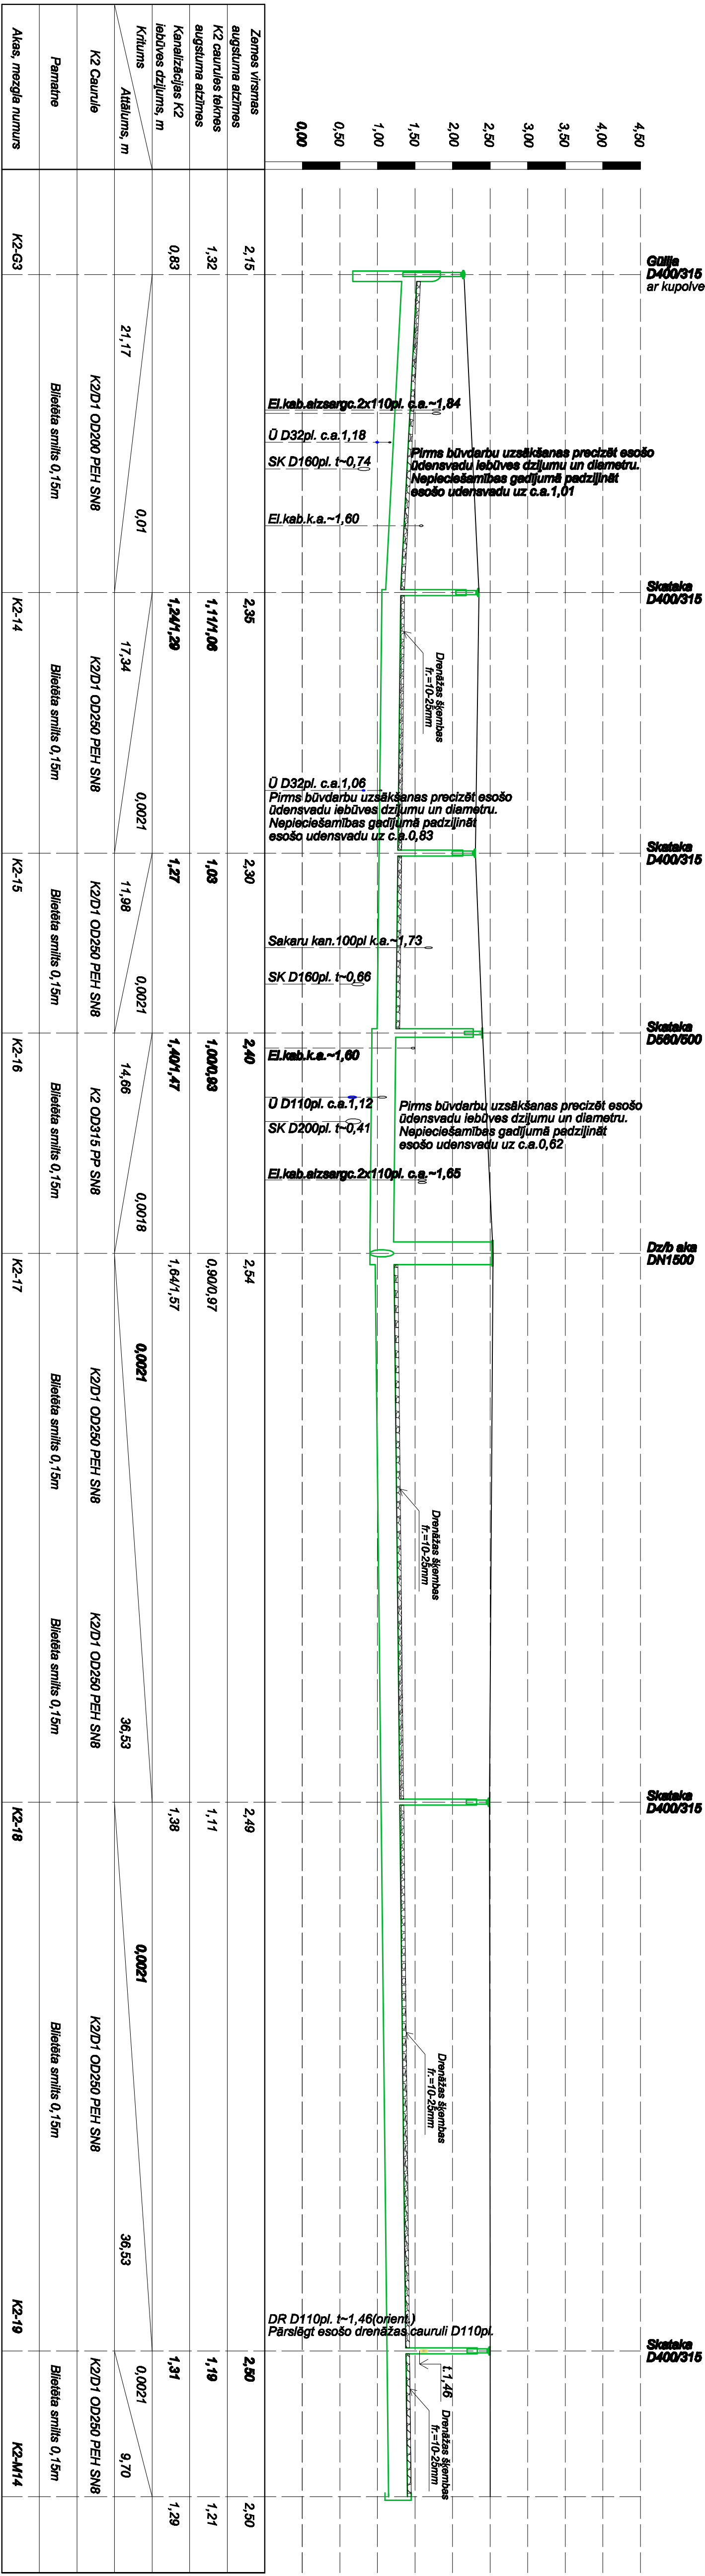 4,50
4,00
3,50
3,00
2,50
2,00
1,50
1,00
0,50
0,00
Gūlija
D400/315
ar kupolve
Skataka
D400/315
Skataka
D400/315
Skataka
D560/500
Dz/b aka
DN1500
Skataka
D400/315
Skataka
D400/315
El.kab.aizsargc.2x110pl. c.a.~1,84
Ū D32pl. c.a.1,18
SK D160pl. t~0,74
El.kab.k.a.~1,60
Pirms būvdarbu uzsākšanas precizēt esošo
ūdensvadu iebūves dziļumu un diametru.
Nepieciešamības gadījumā padziļināt
esošo udensvadu uz c.a.1,01
Drenāžas šķembas
fr.=10-25mm
Ū D32pl. c.a.1,06
Pirms būvdarbu uzsākšanas precizēt esošo
ūdensvadu iebūves dziļumu un diametru.
Nepieciešamības gadījumā padziļināt
esošo udensvadu uz c.a.0,83
Sakaru kan.100pl k.a.~1,73
SK D160pl. t~0,66
El.kab.k.a.~1,60
Ū D110pl. c.a.1,12
SK D200pl. t~0,41
Pirms būvdarbu uzsākšanas precizēt esošo
ūdensvadu iebūves dziļumu un diametru.
Nepieciešamības gadījumā padziļināt
esošo udensvadu uz c.a.0,62
El.kab.aizsargc.2x110pl. c.a.~1,65
Drenāžas šķembas
fr.=10-25mm
Drenāžas šķembas
fr.=10-25mm
DR D110pl. t~1,46(orient.)
Pārslēgt esošo drenāžas cauruli D110pl.
t.1,46
Drenāžas šķembas
fr.=10-25mm
Zemes virsmas
augstuma atzīmes
2,15
2,35
2,30
2,40
2,54
2,49
2,50
2,50
K2 caurules teknes
augstuma atzīmes
1,32
1,11/1,06
1,03
1,00/0,93
0,90/0,97
1,11
1,19
1,21
Kanalizācijas K2
iebūves dziļums, m
0,83
1,24/1,29
1,27
1,40/1,47
1,64/1,57
1,38
1,31
1,29
Kritums
Attālums, m
21,17
0,01
17,34
0,0021
11,98
0,0021
14,66
0,0018
0,0021
36,53
0,0021
36,53
0,0021
9,70
K2 Caurule
K2/D1 OD200 PEH SN8
K2/D1 OD250 PEH SN8
K2/D1 OD250 PEH SN8
K2 OD315 PP SN8
K2/D1 OD250 PEH SN8
K2/D1 OD250 PEH SN8
K2/D1 OD250 PEH SN8
K2/D1 OD250 PEH SN8
Pamatne
Blietēta smilts 0,15m
Blietēta smilts 0,15m
Blietēta smilts 0,15m
Blietēta smilts 0,15m
Blietēta smilts 0,15m
Blietēta smilts 0,15m
Blietēta smilts 0,15m
Blietēta smilts 0,15m
Akas, mezgla numurs
K2-G3
K2-14
K2-15
K2-16
K2-17
K2-18
K2-19
K2-M14